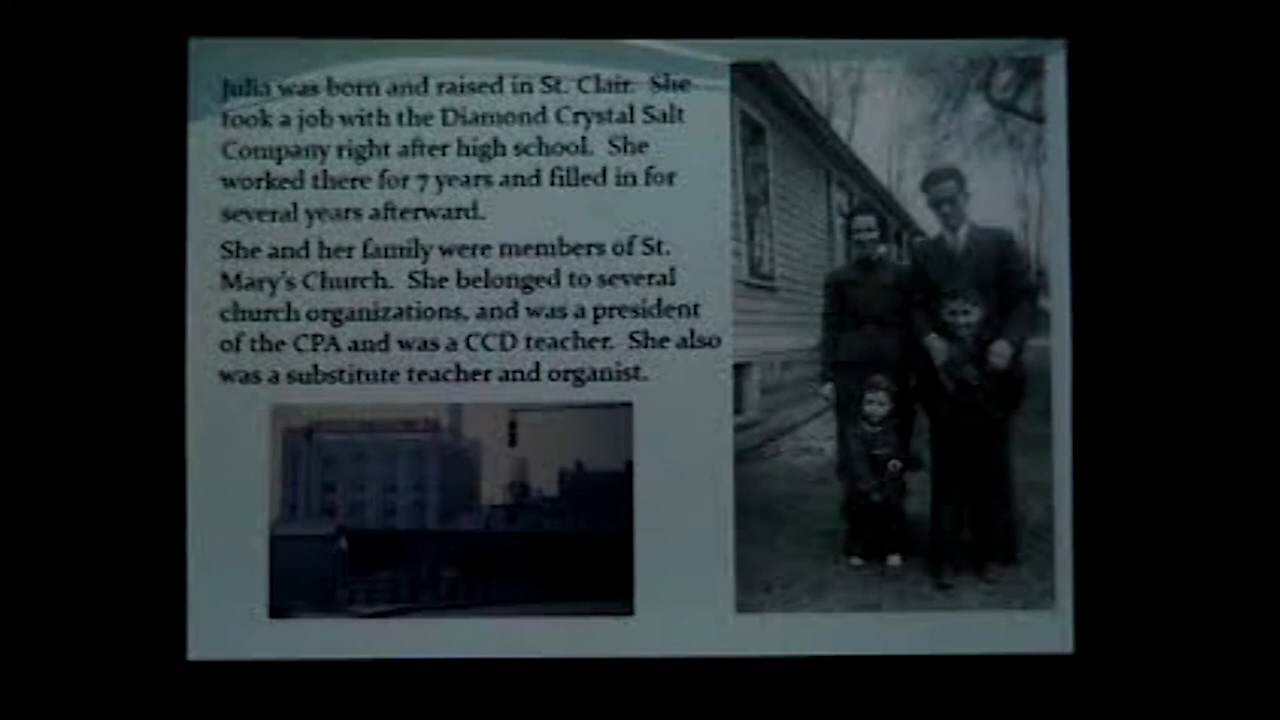 Julia was born and raised in St. Clair. She
took a job with the Diamond Crystal Salt
Company right after high school. She
worked there for 7 years and filled in for
several years afterward.
She and her family were members of St.
Mary's Church. She belonged to several
church organizations, and was a president
of the CPA and was a CCD teacher. She also
was a substitute teacher and organist.